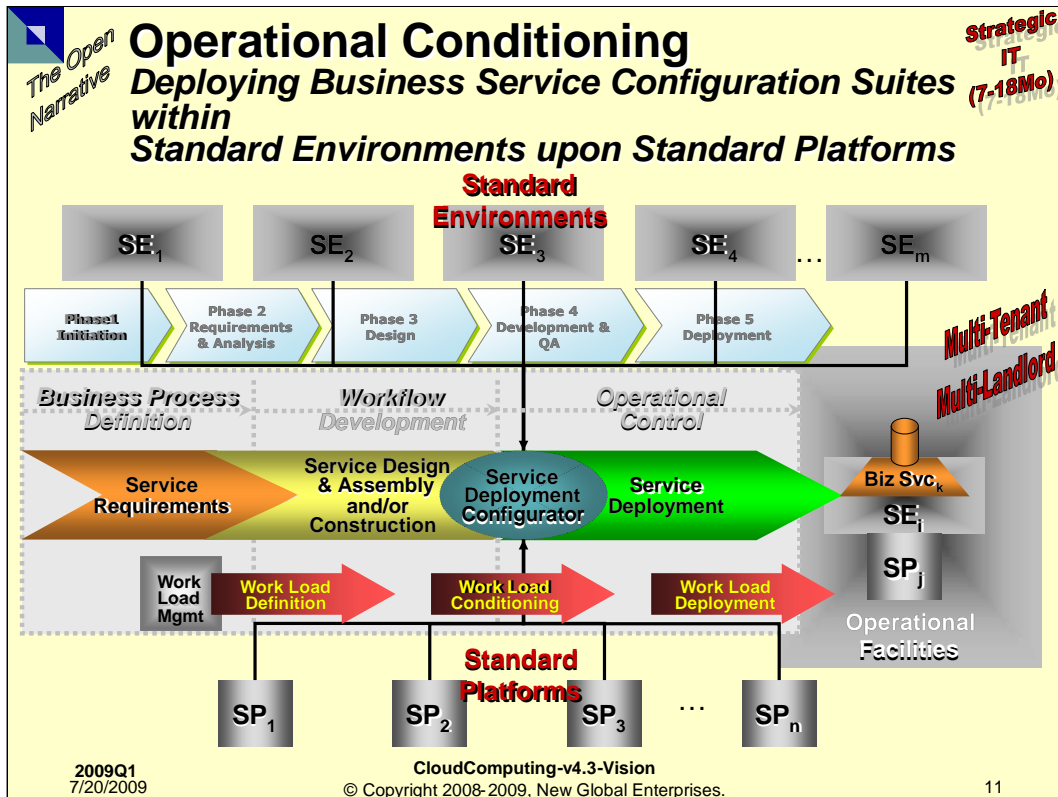 The Open
Narrative
Operational Conditioning
Deploying Business Service Configuration Suites
within
Standard Environments upon Standard Platforms
Strategic
IT
(7-18Mo)
Standard
Environments
SE1
SE2
SE3
SE4
...
SEm
Phase1
Initiation
Phase 2
Requirements
& Analysis
Phase 3
Design
Phase 4
Development &
QA
Phase 5
Deployment
Multi-Tenant
Multi-Landlord
Business Process
Definition
Workflow
Development
Operational
Control
Service
Requirements
Service Design
& Assembly
and/or
Construction
Service
Deployment
Configurator
Service
Deployment
Biz Svck
SEi
SPj
Operational
Facilities
Work
Load
Mgmt
Work Load
Definition
Work Load
Conditioning
Work Load
Deployment
Standard
Platforms
SP1
SP2
SP3
...
SPn
2009Q1
7/20/2009
CloudComputing-v4.3-Vision
© Copyright 2008-2009, New Global Enterprises.
11